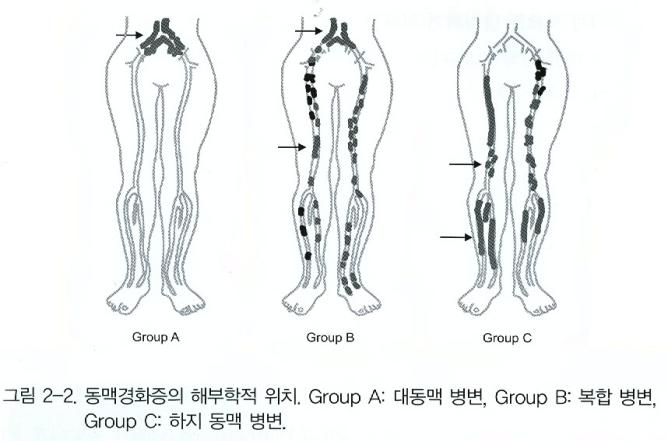 Group A
Group B
Group C
그림 2-2. 동맥경화증의 해부학적 위치. Group A: 대동맥 병변, Group B: 복합 병변,
Group C: 하지 동맥 병변.